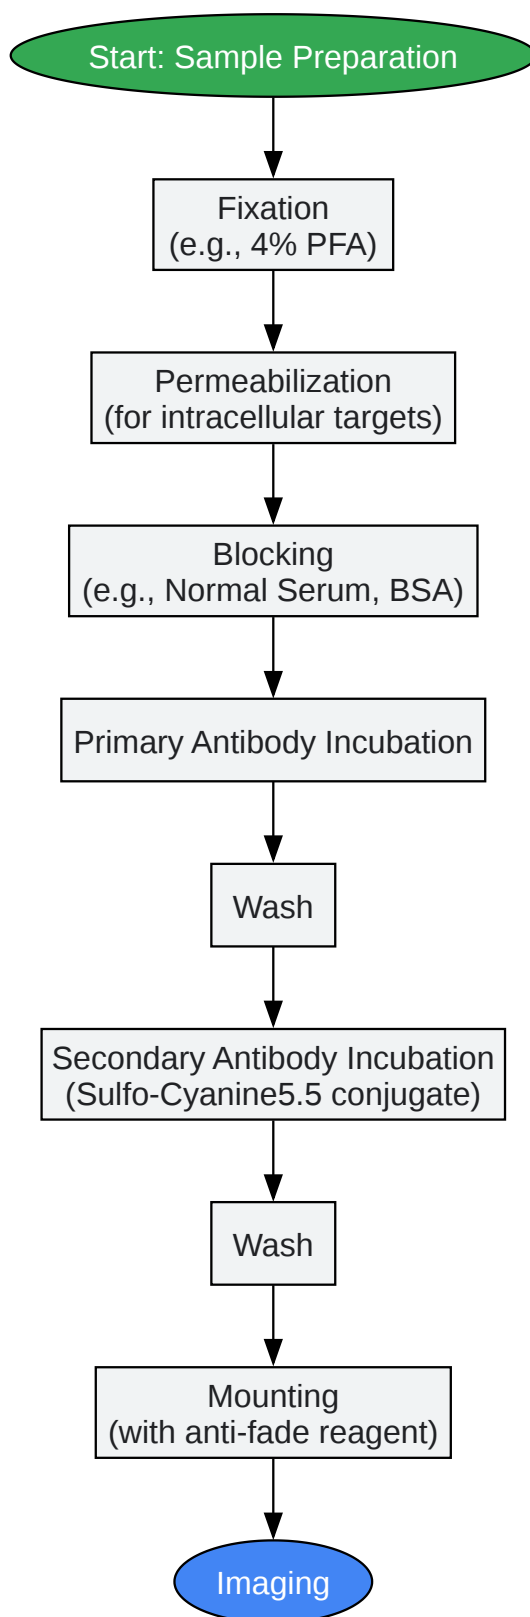 Start: Sample Preparation
Fixation
(e.g., 4% PFA)
Permeabilization
(for intracellular targets)
Blocking
(e.g., Normal Serum, BSA)
Primary Antibody Incubation
Wash
Secondary Antibody Incubation
(Sulfo-Cyanine5.5 conjugate)
Wash
Mounting
(with anti-fade reagent)
Imaging